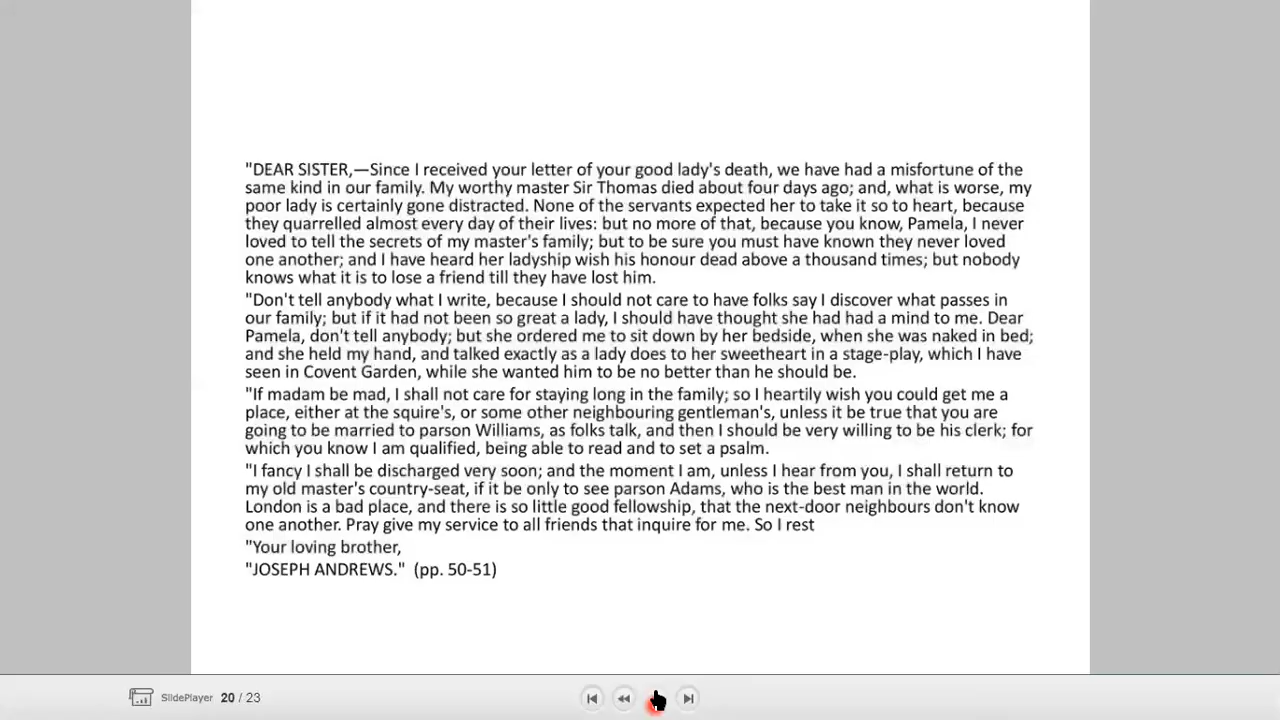 "DEAR SISTER,—Since I received your letter of your good lady's death, we have had a misfortune of the
same kind in our family. My worthy master Sir Thomas died about four days ago; and, what is worse, my
poor lady is certainly gone distracted. None of the servants expected her to take it so to heart, because
they quarrelled almost every day of their lives: but no more of that, because you know, Pamela, I never
loved to tell the secrets of my master's family; but to be sure you must have known they never loved
one another; and I have heard her ladyship wish his honour dead above a thousand times; but nobody
knows what it is to lose a friend till they have lost him.
"Don't tell anybody what I write, because I should not care to have folks say I discover what passes in
our family; but if it had not been so great a lady, I should have thought she had had a mind to me. Dear
Pamela, don't tell anybody; but she ordered me to sit down by her bedside, when she was naked in bed;
and she held my hand, and talked exactly as a lady does to her sweetheart in a stage-play, which I have
seen in Covent Garden, while she wanted him to be no better than he should be.
"If madam be mad, I shall not care for staying long in the family; so I heartily wish you could get me a
place, either at the squire's, or some other neighbouring gentleman's, unless it be true that you are
going to be married to parson Williams, as folks talk, and then I should be very willing to be his clerk; for
which you know I am qualified, being able to read and to set a psalm.
"I fancy I shall be discharged very soon; and the moment I am, unless I hear from you, I shall return to
my old master's country-seat, if it be only to see parson Adams, who is the best man in the world.
London is a bad place, and there is so little good fellowship, that the next-door neighbours don't know
one another. Pray give my service to all friends that inquire for me. So I rest
"Your loving brother,
"JOSEPH ANDREWS." (pp. 50-51)
SlidePlayer 20 / 23